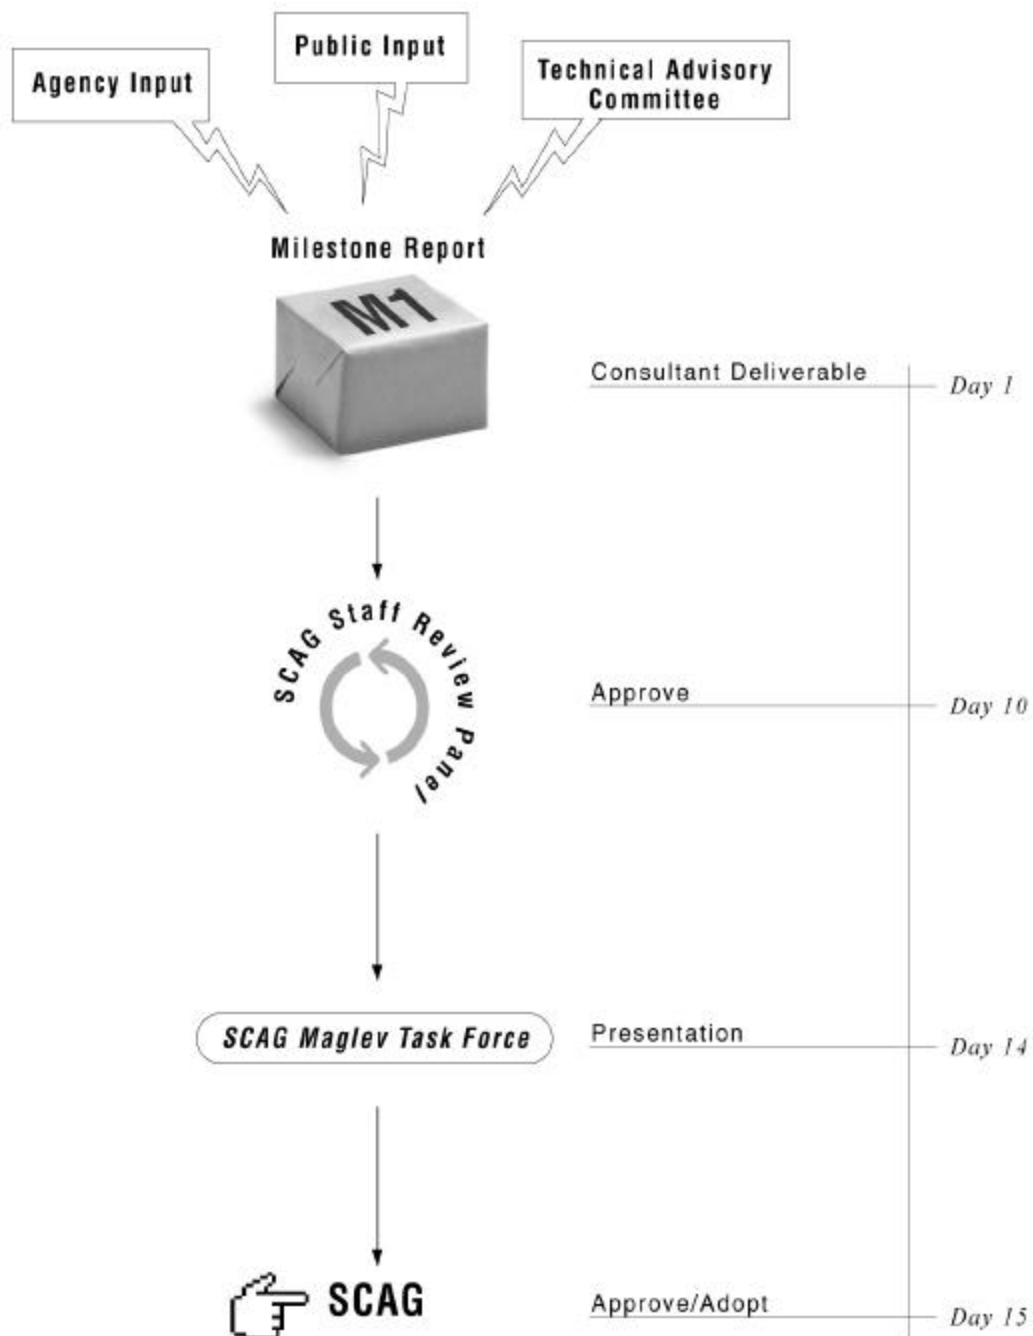 Agency Input
Public Input
Technical Advisory
Committee
Milestone Report
M1
Consultant Deliverable
Day 1
SCAG Staff Review Panel
Approve
Day 10
SCAG Maglev Task Force
Presentation
Day 14
SCAG
Approve/Adopt
Day 15